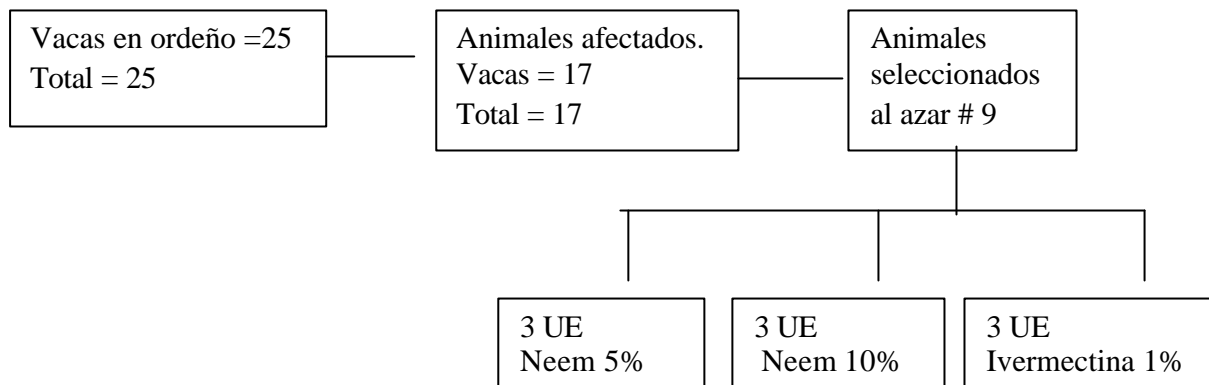 Vacas en ordeño =25
Total = 25
Animales afectados.
Vacas = 17
Total = 17
Animales
seleccionados
al azar # 9
3 UE
Neem 5%
3 UE
Neem 10%
3 UE
Ivermectina 1%